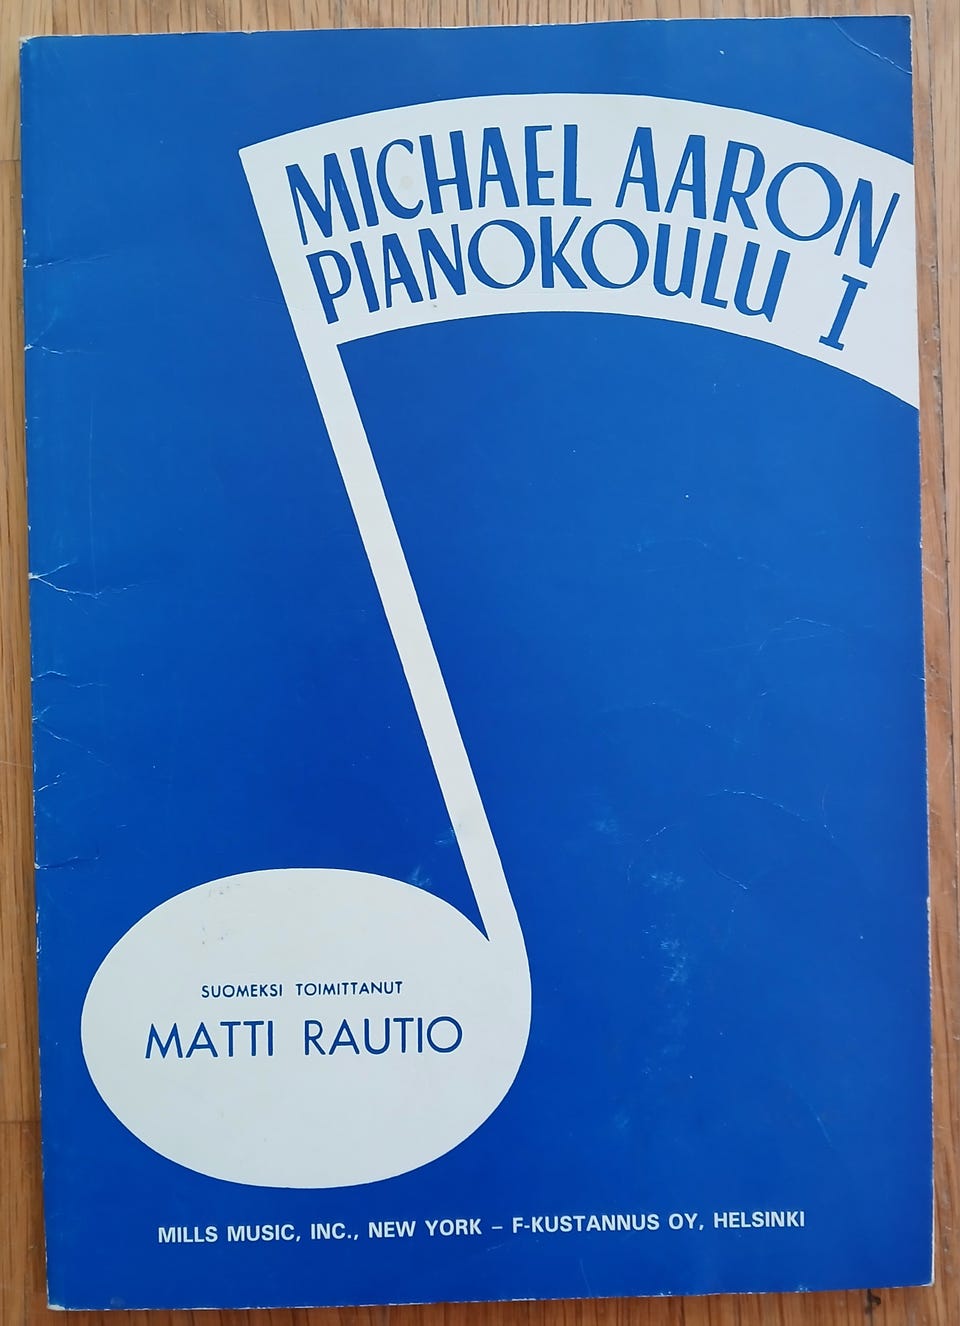 MICHAEL AARON
PIANOKOULU I
SUOMEKSI TOIMITTANUT
MATTI RAUTIO
MILLS MUSIC, INC., NEW YORK – F-KUSTANNUS OY, HELSINKI